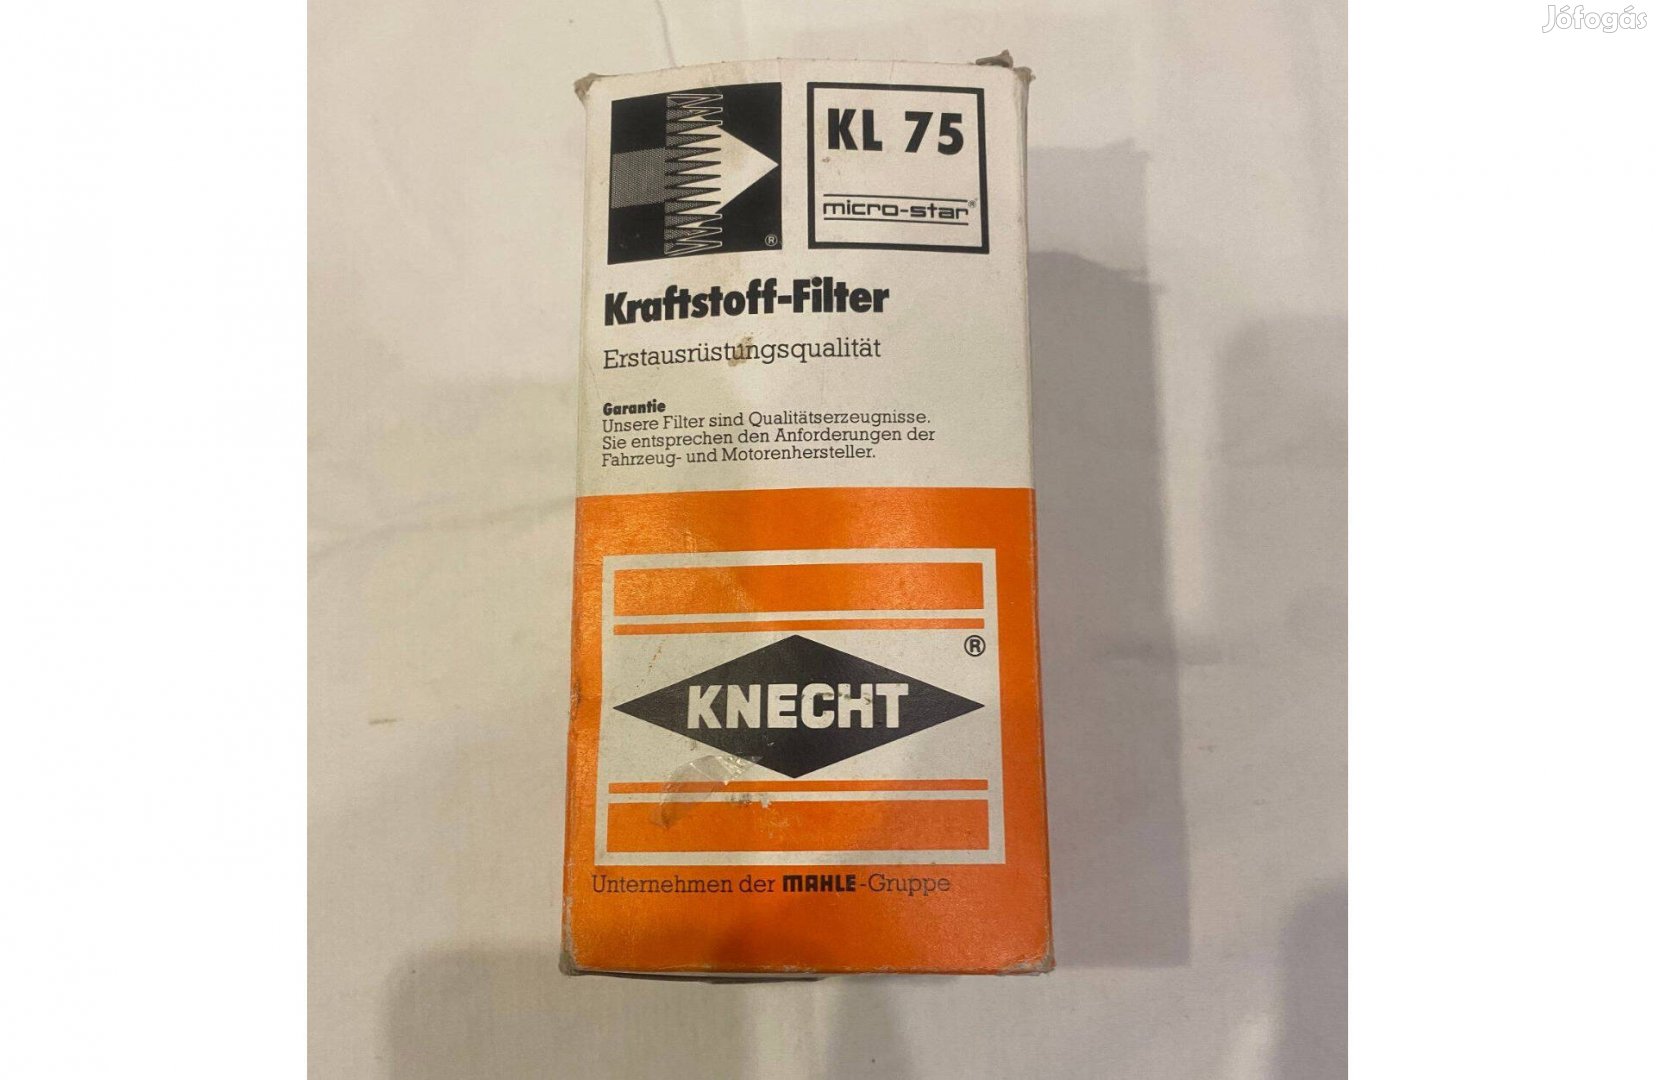 Jófogás
KL 75
micro-star®
®
Kraftstoff-Filter
Erstausrüstungsqualität
Garantie
Unsere Filter sind Qualitätserzeugnisse.
Sie entsprechen den Anforderungen der
Fahrzeug- und Motorenhersteller.
®
KNECHT
Unternehmen der MAHLE-Gruppe